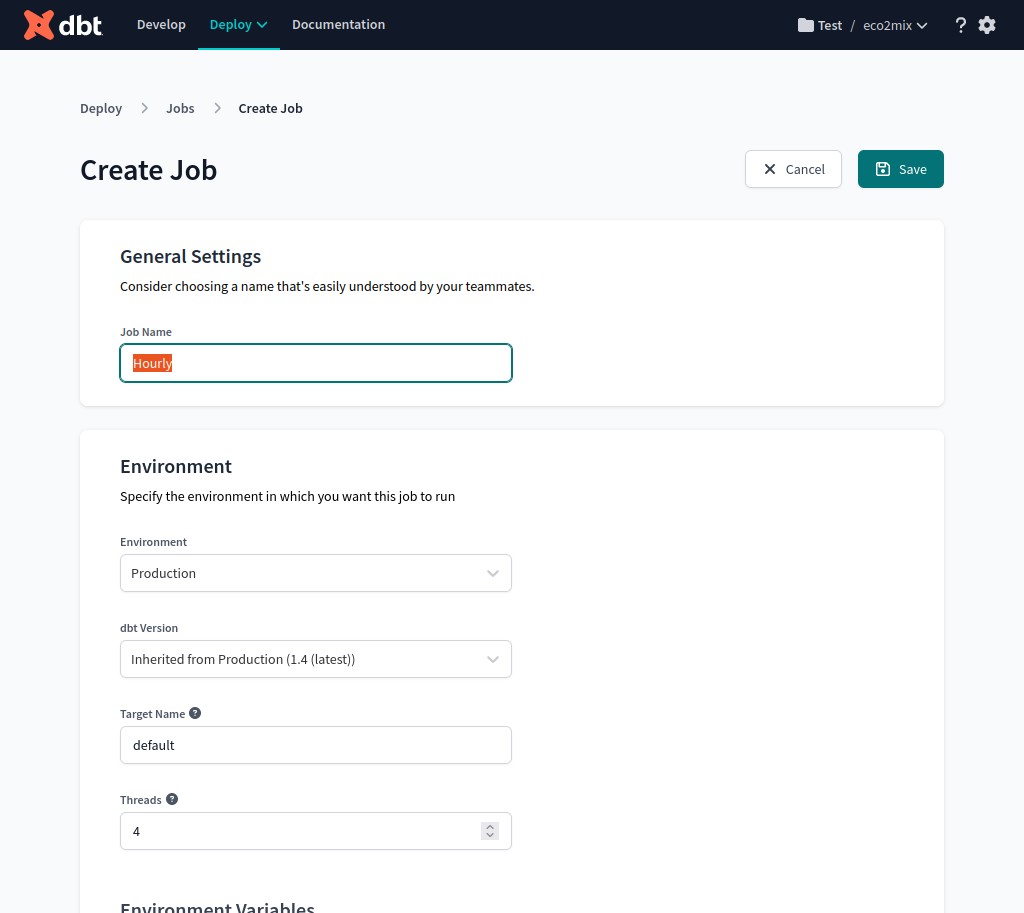 dbt Develop Deploy Documentation Test / eco2mix ?
Deploy > Jobs > Create Job
Create Job
Cancel Save
General Settings
Consider choosing a name that's easily understood by your teammates.
Job Name
Hourly
Environment
Specify the environment in which you want this job to run
Environment
Production
dbt Version
Inherited from Production (1.4 (latest))
Target Name ?
default
Threads ?
4
Environment Variables